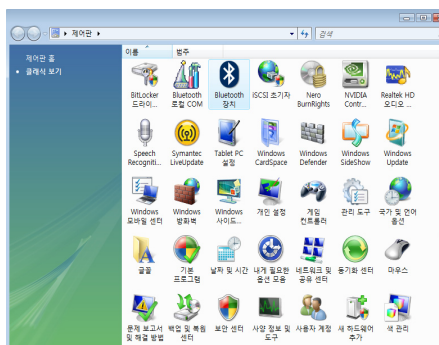 제어판
검색
제어판 홈
클래식 보기
이름
범주
BitLocker
드라이...
Bluetooth
로컬 COM
Bluetooth
장치
iSCSI 초기자
Nero
BurnRights
NVIDIA
Contr...
Realtek HD
오디오 ...
Speech
Recogniti...
Symantec
LiveUpdate
Tablet PC
설정
Windows
CardSpace
Windows
Defender
Windows
SideShow
Windows
Update
Windows
모바일 센터
Windows
방화벽
Windows
사이드...
개인 설정
게임
컨트롤러
관리 도구
국가 및 언어
옵션
글꼴
기본
프로그램
날짜 및 시간
내게 필요한
옵션 모음
네트워크 및
공유 센터
동기화 센터
마우스
문제 보고서
및 해결 방법
백업 및 복원
센터
보안 센터
사양 정보 및
도구
사용자 계정
새 하드웨어
추가
색 관리